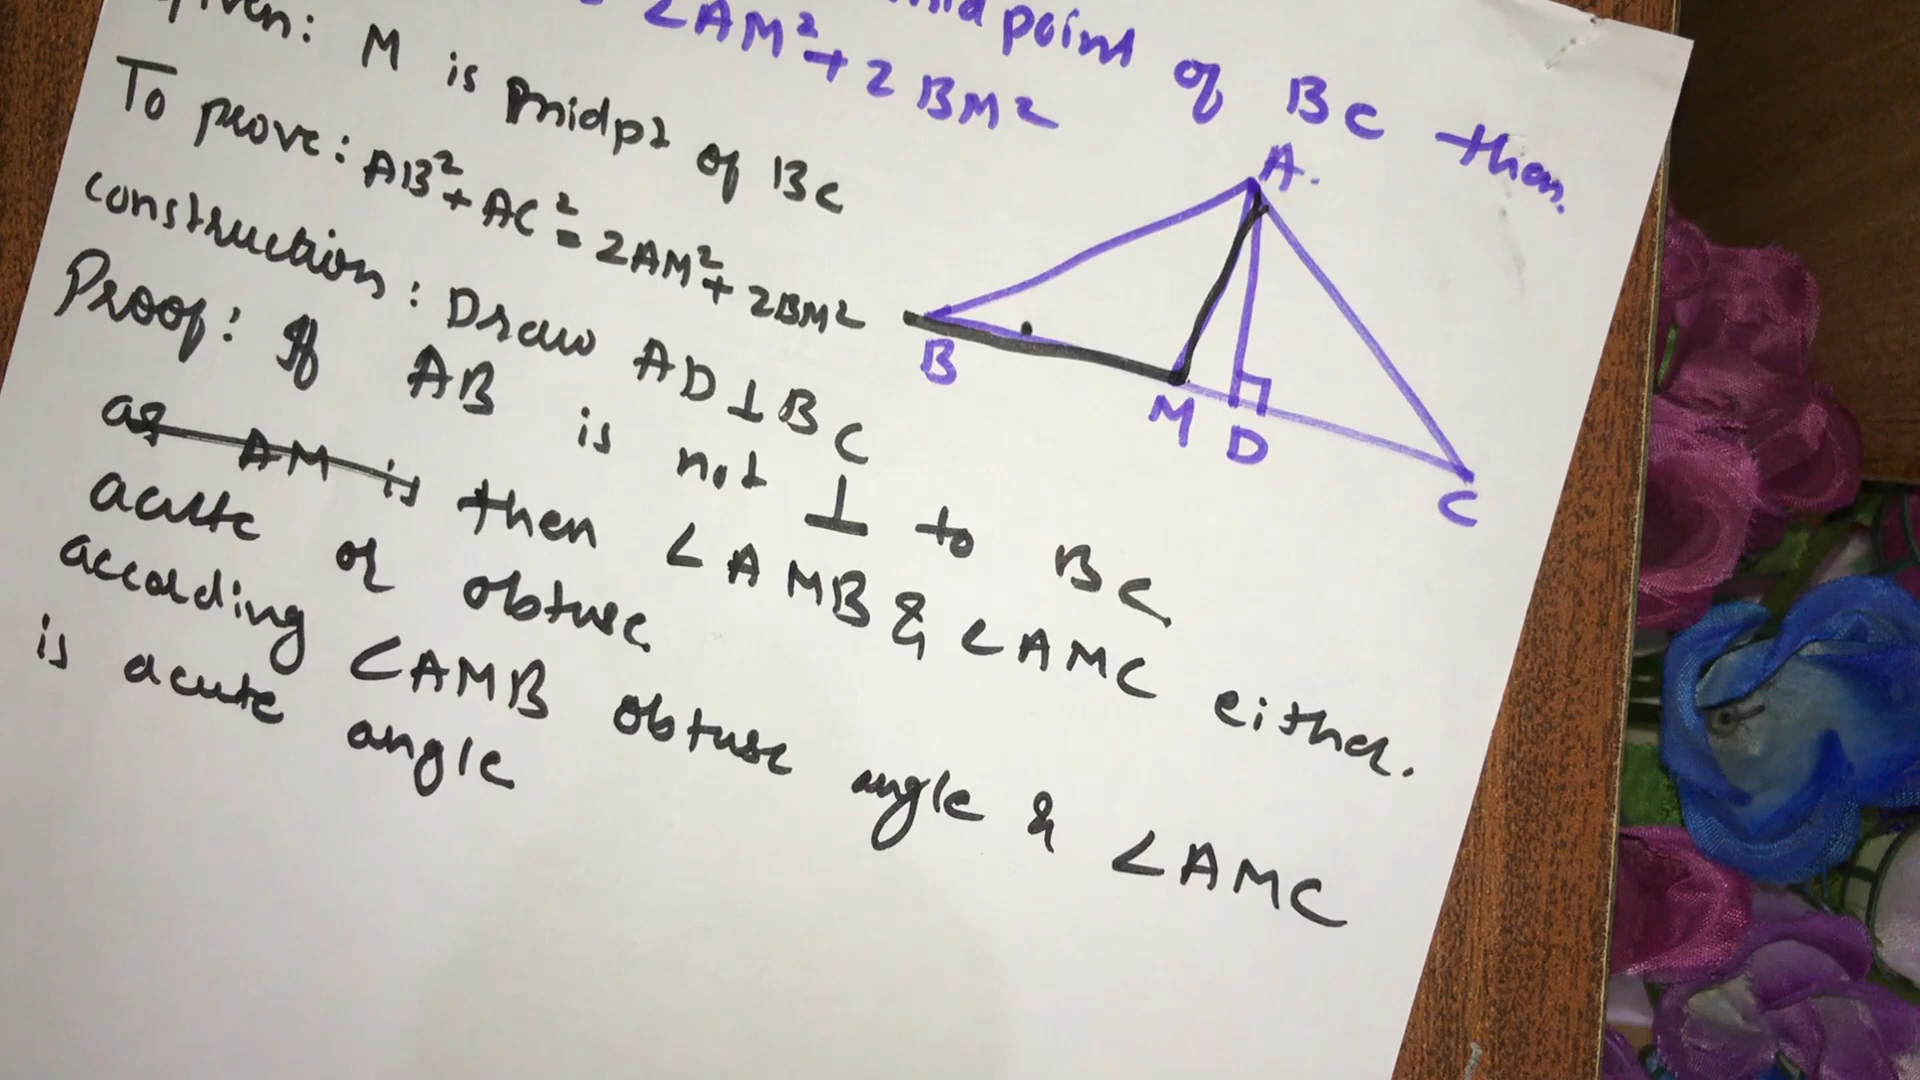 midpoint of BC then.
2AM²+2BM²
Given: M is midpt of BC
To prove: AB²+AC²=2AM²+2BM²
construction: Draw AD⊥BC
Proof: If AB is not ⊥ to BC
as AM is then ∠AMB & ∠AMC either.
acute or obtuse
according ∠AMB obtuse angle & ∠AMC
is acute angle
A.
B
M
D
C